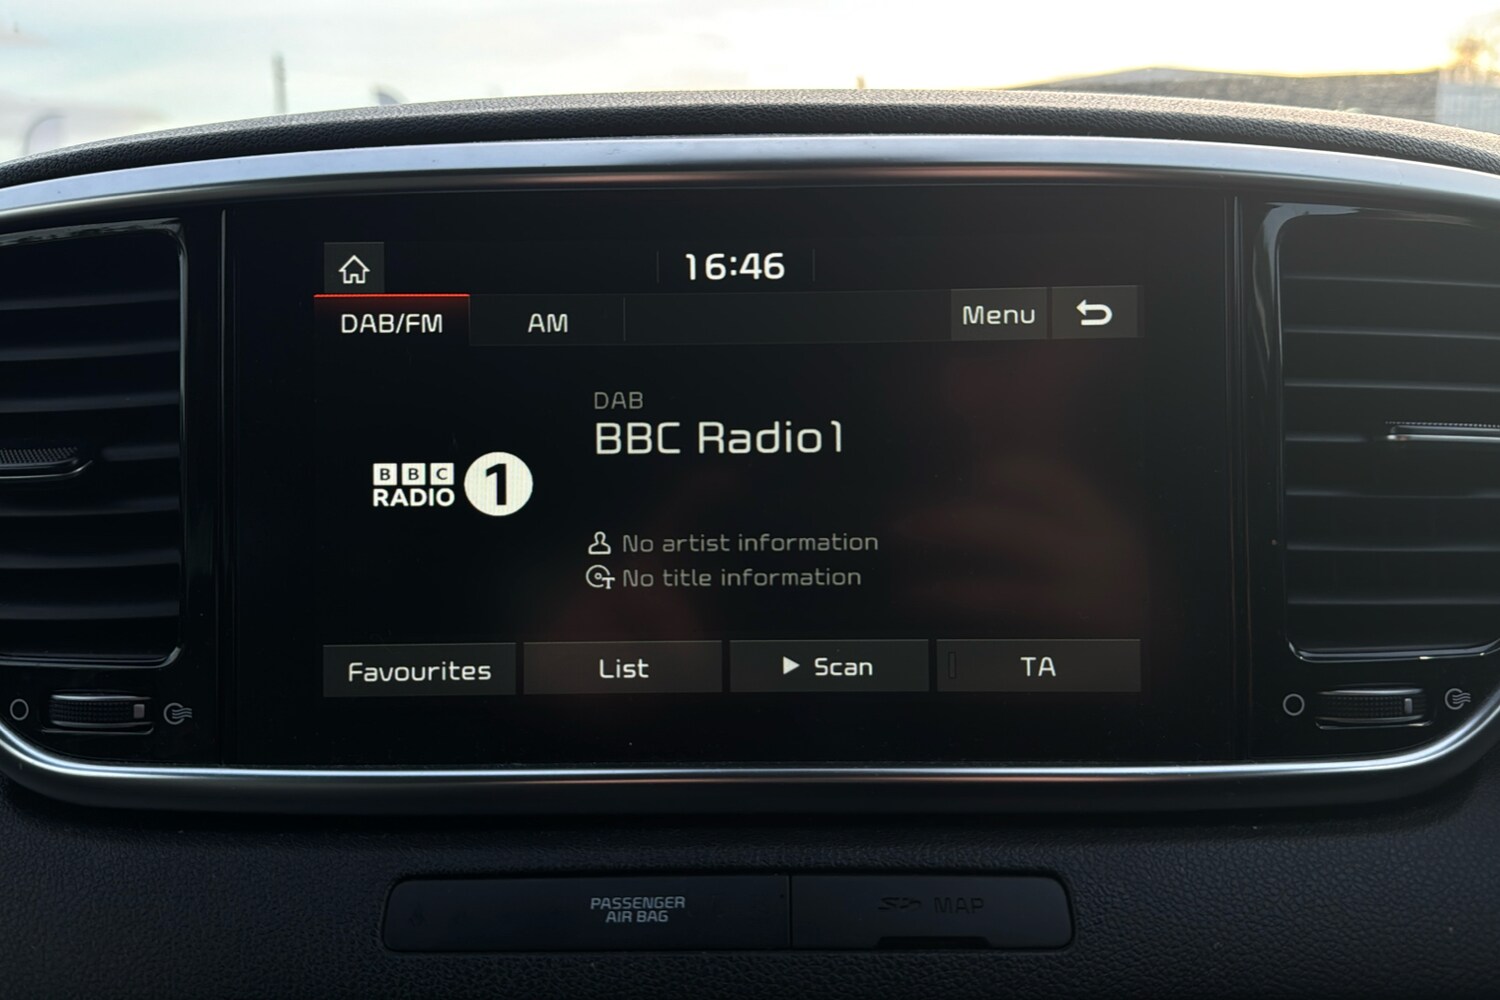 16:46
DAB/FM
AM
Menu
DAB
BBC Radio1
BBC
RADIO
1
No artist information
No title information
Favourites
List
Scan
TA
PASSENGER
AIR BAG
SD MAP